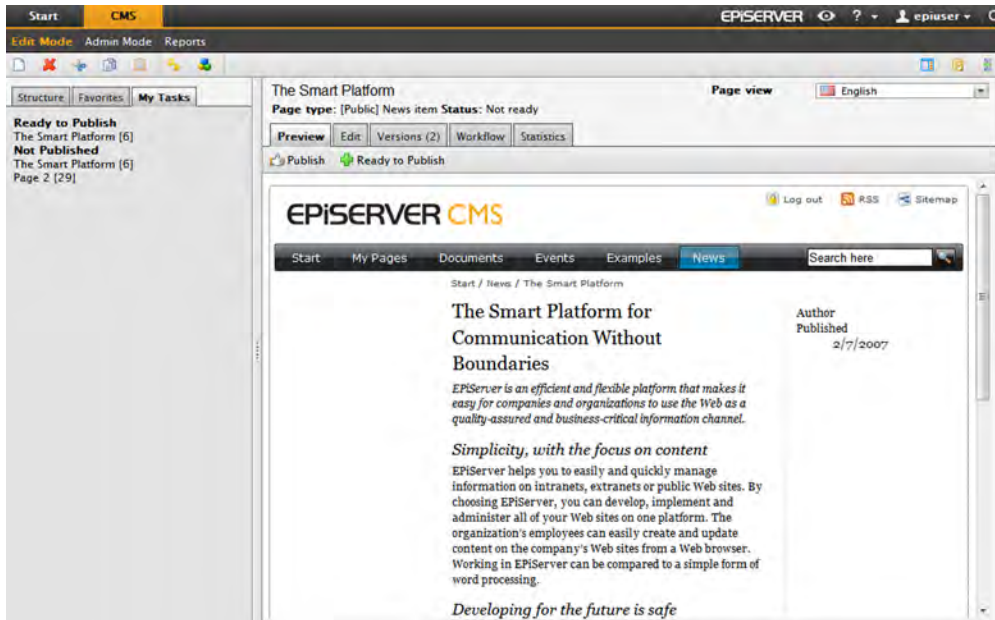 Start CMS EPiSERVER ? epiuser
Edit Mode Admin Mode Reports
Structure Favorites My Tasks
Ready to Publish
The Smart Platform [6]
Not Published
The Smart Platform [6]
Page 2 [29]
The Smart Platform Page view English
Page type: [Public] News item Status: Not ready
Preview Edit Versions (2) Workflow Statistics
Publish Ready to Publish
Log out RSS Sitemap
EPiSERVER CMS
Start My Pages Documents Events Examples News Search here
Start / News / The Smart Platform
The Smart Platform for
Communication Without
Boundaries
Author
Published
2/7/2007
EPiServer is an efficient and flexible platform that makes it
easy for companies and organizations to use the Web as a
quality-assured and business-critical information channel.
Simplicity, with the focus on content
EPiServer helps you to easily and quickly manage
information on intranets, extranets or public Web sites. By
choosing EPiServer, you can develop, implement and
administer all of your Web sites on one platform. The
organization's employees can easily create and update
content on the company's Web sites from a Web browser.
Working in EPiServer can be compared to a simple form of
word processing.
Developing for the future is safe